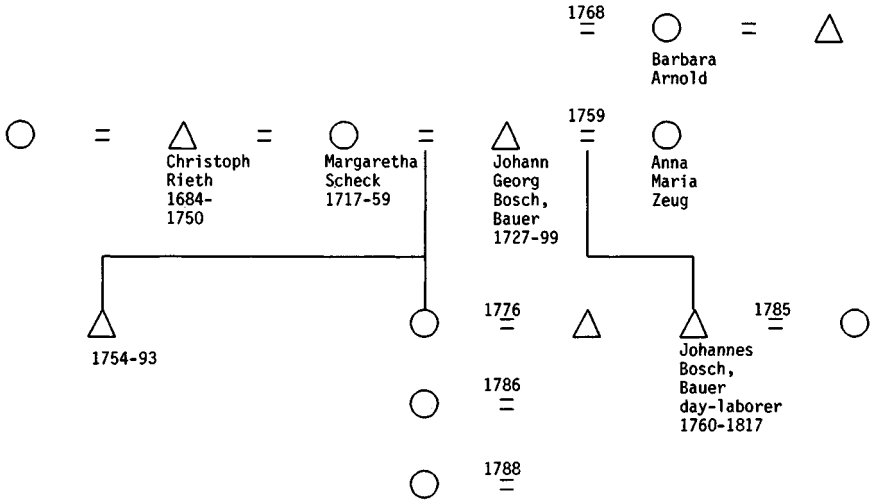 1768
Barbara
Arnold
1759
Christoph
Rieth
1684-
1750
Margaretha
Scheck
1717-59
Johann
Georg
Bosch,
Bauer
1727-99
Anna
Maria
Zeug
1776
1785
1754-93
Johannes
Bosch,
Bauer
day-laborer
1760-1817
1786
1788